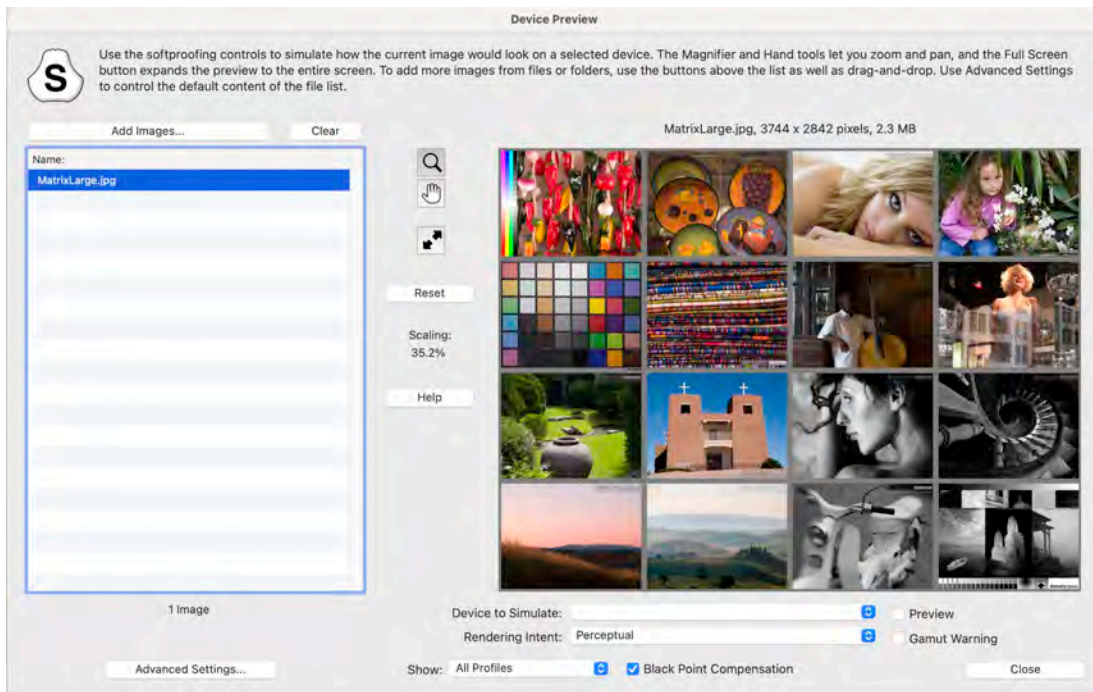 Device Preview
S
Use the softproofing controls to simulate how the current image would look on a selected device. The Magnifier and Hand tools let you zoom and pan, and the Full Screen
button expands the preview to the entire screen. To add more images from files or folders, use the buttons above the list as well as drag-and-drop. Use Advanced Settings
to control the default content of the file list.
Add Images...
Clear
MatrixLarge.jpg, 3744 x 2842 pixels, 2.3 MB
Name:
MatrixLarge.jpg
Reset
Scaling:
35.2%
Help
1 Image
Device to Simulate:
Preview
Rendering Intent: Perceptual
Gamut Warning
Advanced Settings...
Show: All Profiles
Black Point Compensation
Close